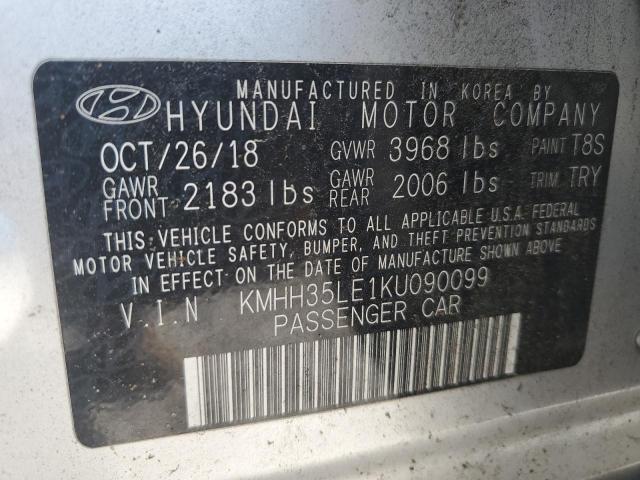 MANUFACTURED IN KOREA BY
HYUNDAI MOTOR COMPANY
OCT/26/18 GVWR 3968 lbs PAINT T8S
GAWR FRONT 2183 lbs GAWR REAR 2006 lbs TRIM TRY
THIS VEHICLE CONFORMS TO ALL APPLICABLE U.S.A. FEDERAL
MOTOR VEHICLE SAFETY, BUMPER, AND THEFT PREVENTION STANDARDS
IN EFFECT ON THE DATE OF MANUFACTURE SHOWN ABOVE
V.I.N KMHH35LE1KU090099
PASSENGER CAR